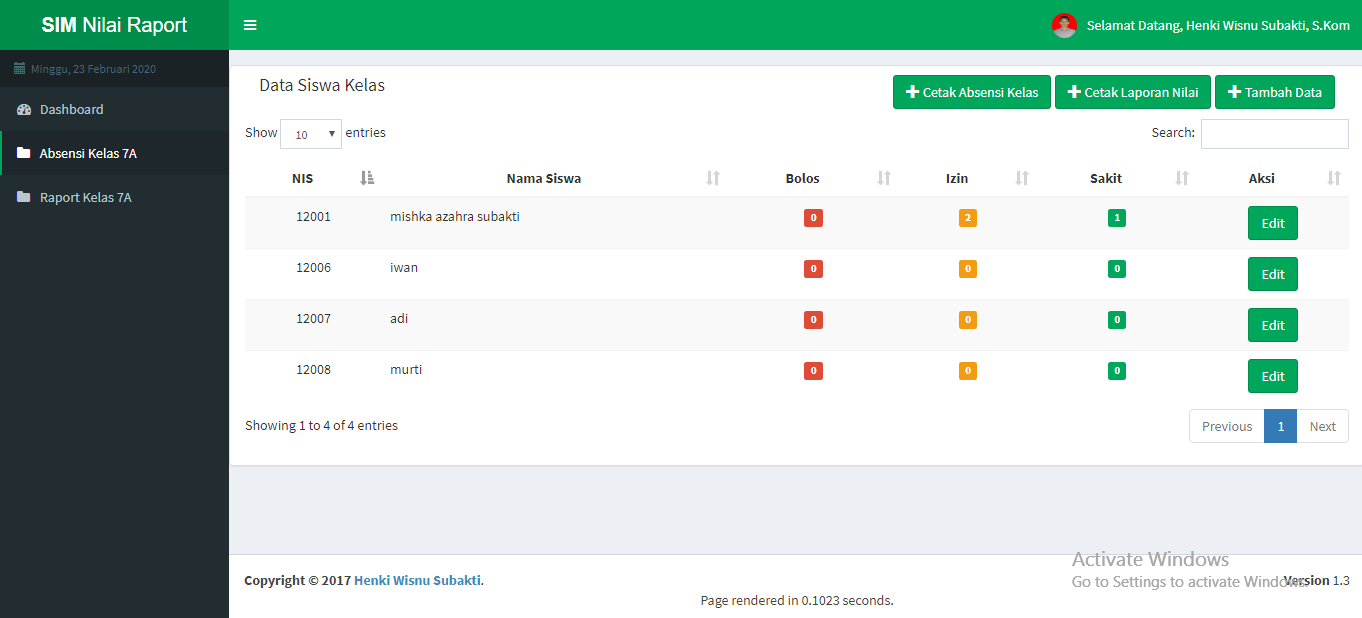 SIM Nilai Raport
Selamat Datang, Henki Wisnu Subakti, S.Kom
Minggu, 23 Februari 2020
Dashboard
Absensi Kelas 7A
Raport Kelas 7A
Data Siswa Kelas
Cetak Absensi Kelas Cetak Laporan Nilai Tambah Data
Show 10 entries Search:
NIS Nama Siswa Bolos Izin Sakit Aksi
12001 mishka azahra subakti 0 2 1 Edit
12006 iwan 0 0 0 Edit
12007 adi 0 0 0 Edit
12008 murti 0 0 0 Edit
Showing 1 to 4 of 4 entries Previous 1 Next
Activate Windows
Go to Settings to activate Windows.
Copyright © 2017 Henki Wisnu Subakti. Version 1.3
Page rendered in 0.1023 seconds.